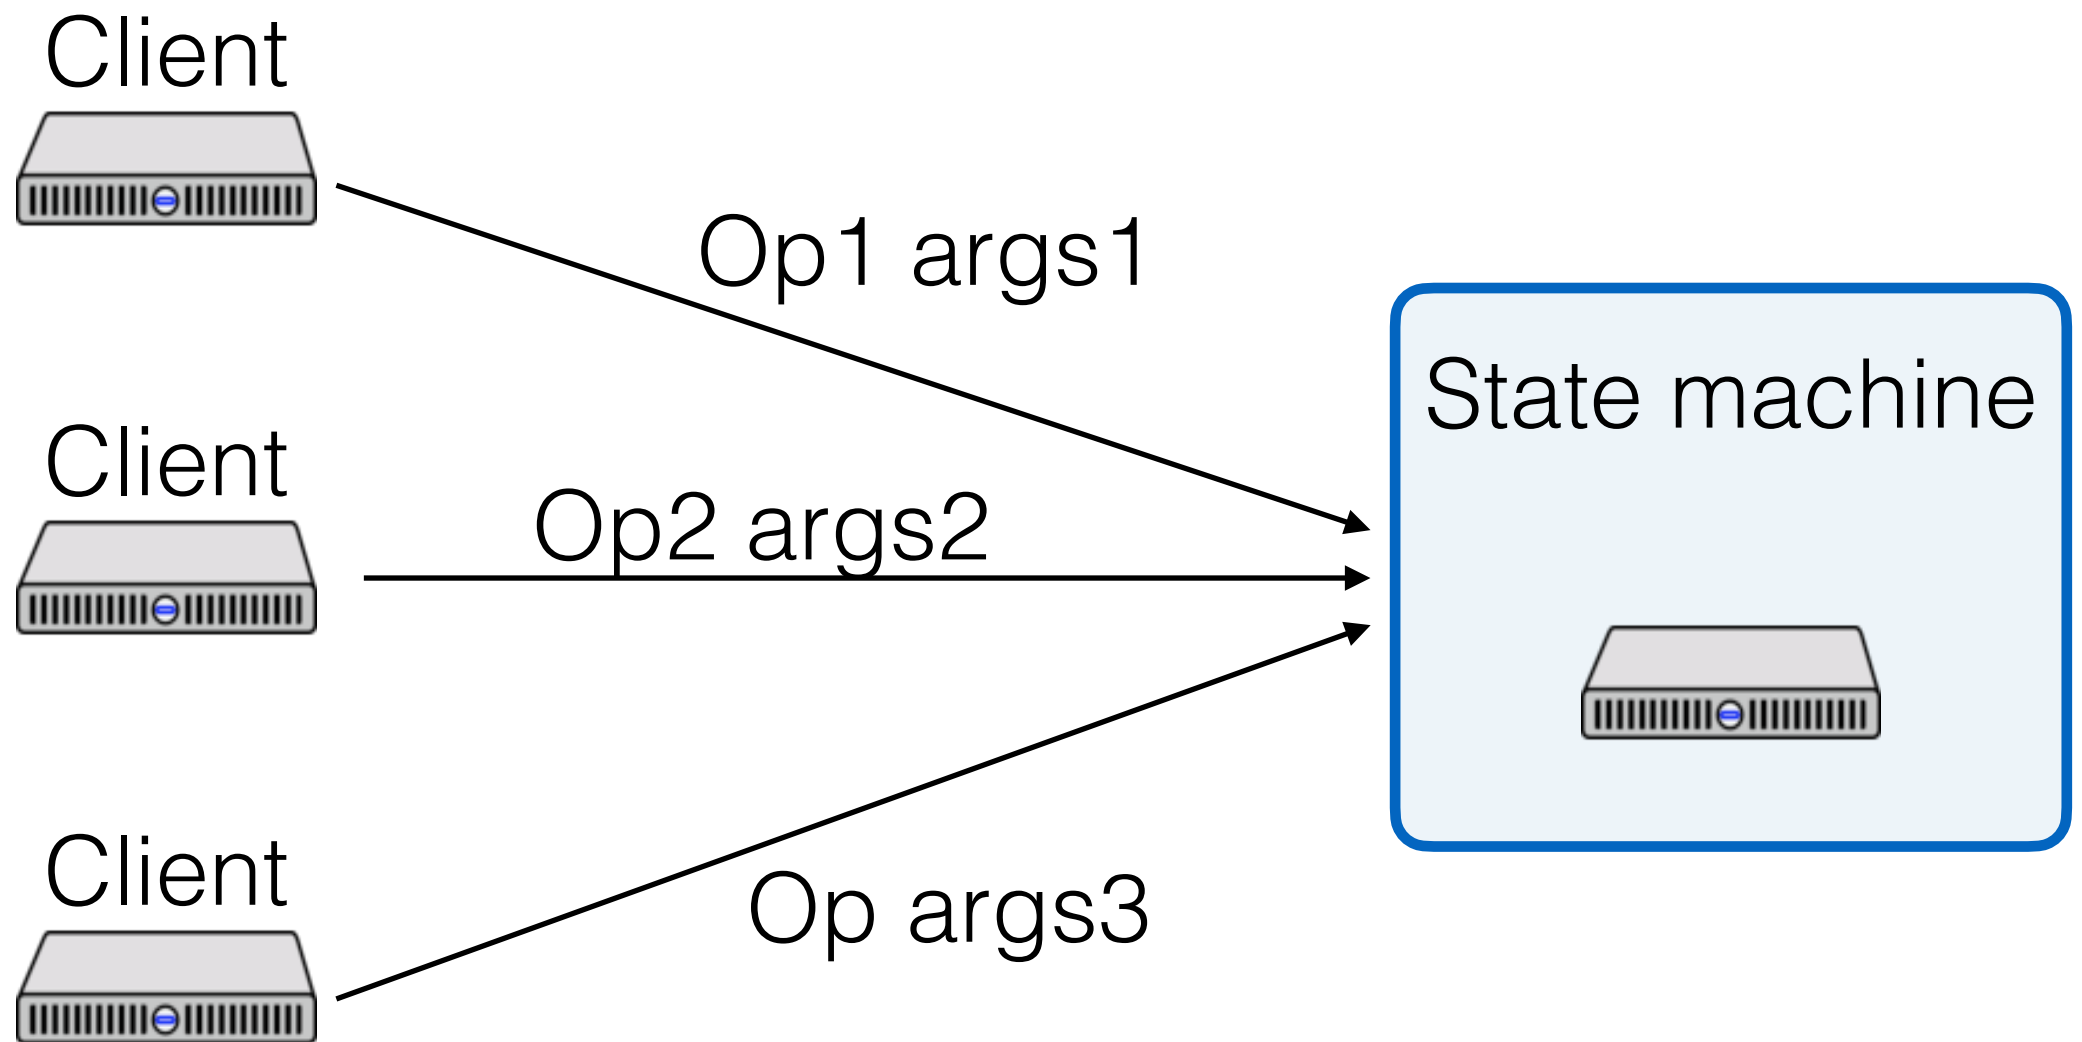 Client
Op1 args1
State machine
Client
Op2 args2
Client
Op args3